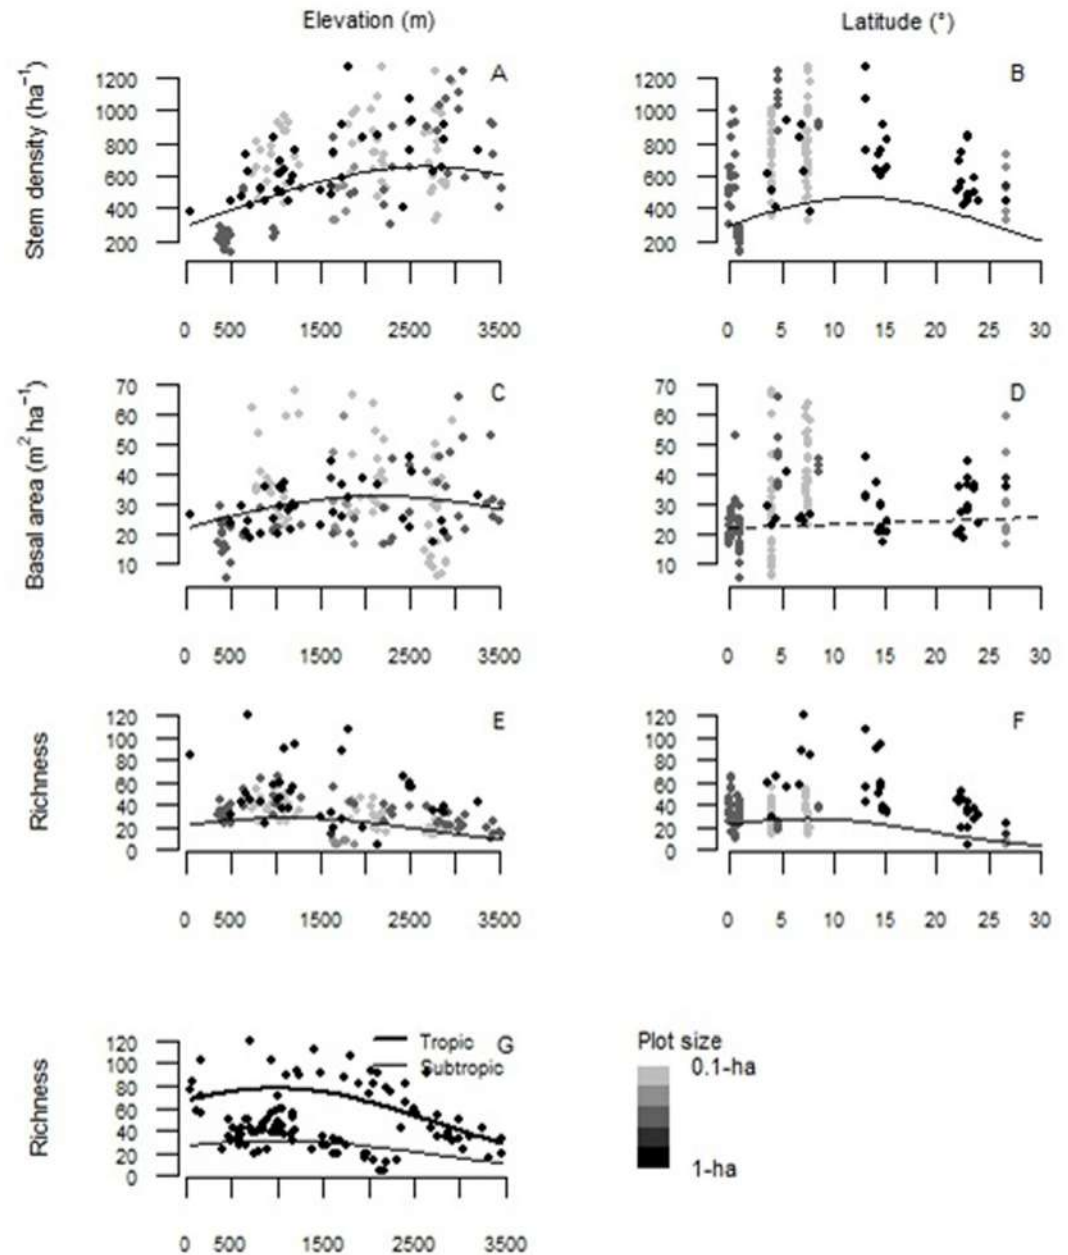 Elevation (m) Latitude (°)
Stem density (ha⁻¹)
1200
1000
800
600
400
200
A
0 500 1500 2500 3500
1200
1000
800
600
400
200
B
0 5 10 15 20 25 30
Basal area (m² ha⁻¹)
70
60
50
40
30
20
10
C
0 500 1500 2500 3500
70
60
50
40
30
20
10
D
0 5 10 15 20 25 30
Richness
120
100
80
60
40
20
0
E
0 500 1500 2500 3500
120
100
80
60
40
20
0
F
0 5 10 15 20 25 30
Richness
120
100
80
60
40
20
0
Tropic G
Subtropic
0 500 1500 2500 3500
Plot size
0.1-ha
1-ha